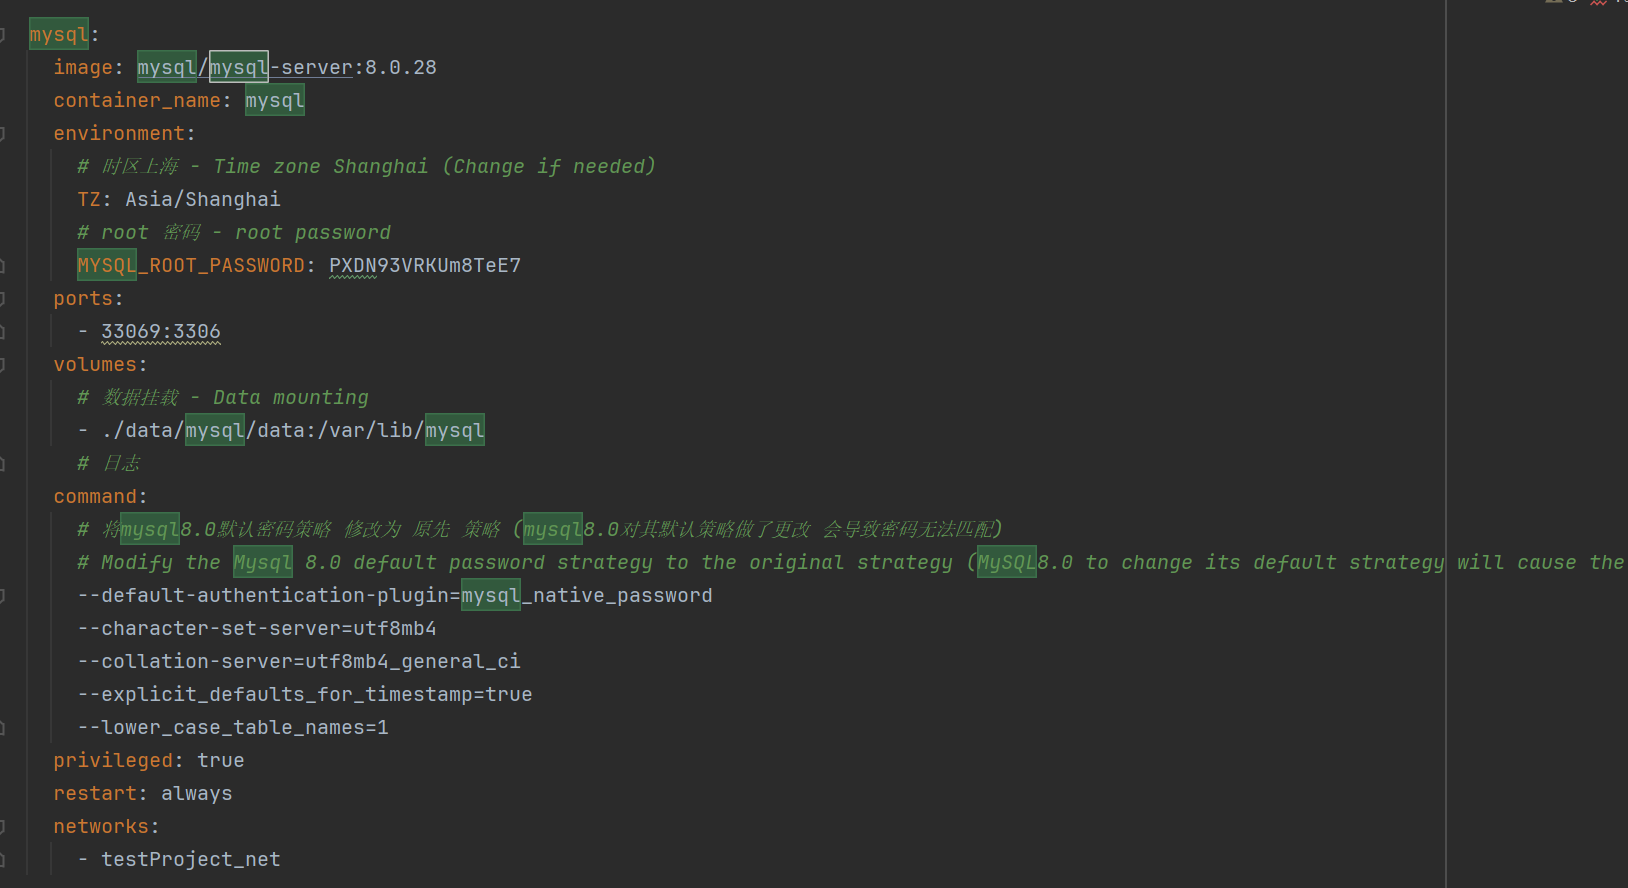 mysql:
image: mysql/mysql-server:8.0.28
container_name: mysql
environment:
# 时区上海 - Time zone Shanghai (Change if needed)
TZ: Asia/Shanghai
# root 密码 - root password
MYSQL_ROOT_PASSWORD: PXDN93VRKUm8TeE7
ports:
- 33069:3306
volumes:
# 数据挂载 - Data mounting
- ./data/mysql/data:/var/lib/mysql
# 日志
command:
# 将mysql8.0默认密码策略 修改为 原先 策略 (mysql8.0对其默认策略做了更改 会导致密码无法匹配)
# Modify the Mysql 8.0 default password strategy to the original strategy (MySQL8.0 to change its default strategy will cause the
--default-authentication-plugin=mysql_native_password
--character-set-server=utf8mb4
--collation-server=utf8mb4_general_ci
--explicit_defaults_for_timestamp=true
--lower_case_table_names=1
privileged: true
restart: always
networks:
- testProject_net